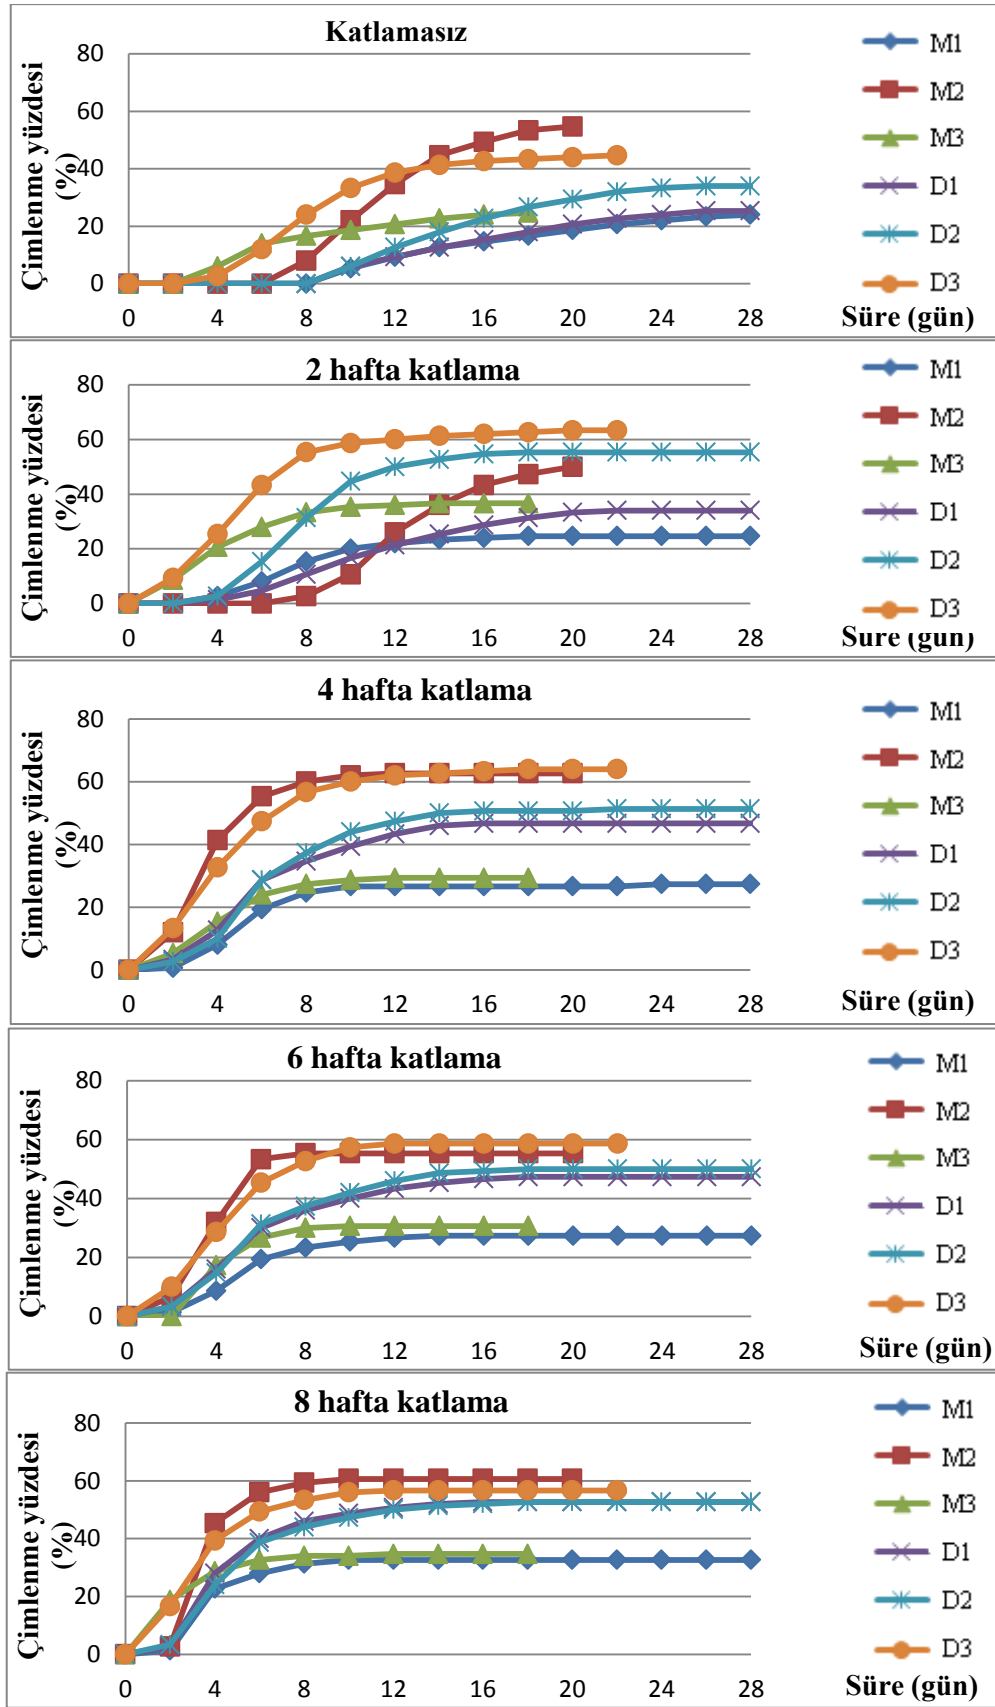 Katlamasız
Çimlenme yüzdesi
(%)
80
60
40
20
0
0 4 8 12 16 20 24 28
Süre (gün)
M1
M2
M3
D1
D2
D3
2 hafta katlama
Çimlenme yüzdesi
(%)
80
60
40
20
0
0 4 8 12 16 20 24 28
Süre (gün)
M1
M2
M3
D1
D2
D3
4 hafta katlama
Çimlenme yüzdesi
(%)
80
60
40
20
0
0 4 8 12 16 20 24 28
Süre (gün)
M1
M2
M3
D1
D2
D3
6 hafta katlama
Çimlenme yüzdesi
(%)
80
60
40
20
0
0 4 8 12 16 20 24 28
Süre (gün)
M1
M2
M3
D1
D2
D3
8 hafta katlama
Çimlenme yüzdesi
(%)
80
60
40
20
0
0 4 8 12 16 20 24 28
Süre (gün)
M1
M2
M3
D1
D2
D3